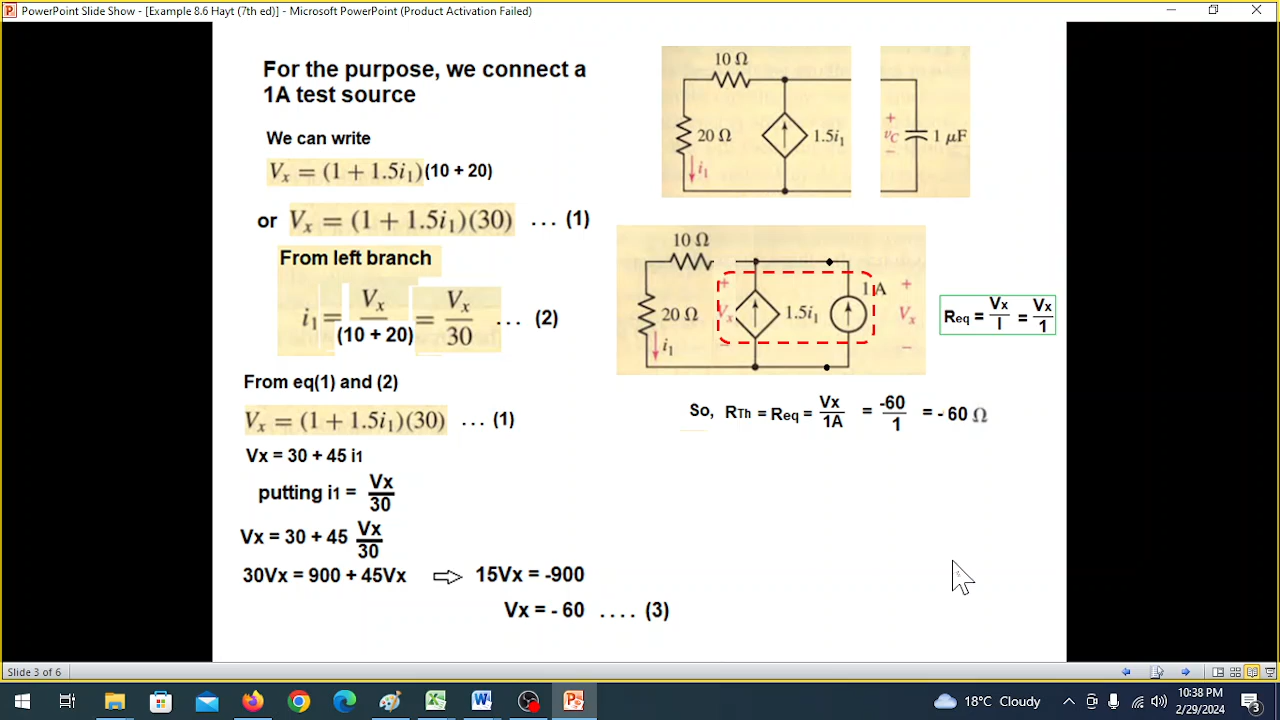 PowerPoint Slide Show - [Example 8.6 Hayt (7th ed)] - Microsoft PowerPoint (Product Activation Failed)
For the purpose, we connect a
1A test source
We can write
Vx = (1 + 1.5i1)(10 + 20)
or Vx = (1 + 1.5i1)(30) ... (1)
From left branch
i1 = Vx/(10 + 20) = Vx/30 ... (2)
From eq(1) and (2)
Vx = (1 + 1.5i1)(30) ... (1)
Vx = 30 + 45 i1
putting i1 = Vx/30
Vx = 30 + 45 Vx/30
30Vx = 900 + 45Vx ⇨ 15Vx = -900
Vx = - 60 .... (3)
10 Ω
20 Ω
i1
1.5i1
+
vC
-
1 μF
10 Ω
20 Ω
i1
+
Vx
-
1.5i1
1 A
+
Vx
-
Req = Vx/I = Vx/1
So, RTh = Req = Vx/1A = -60/1 = - 60 Ω
Slide 3 of 6
18°C Cloudy
10:38 PM
2/29/2024
3